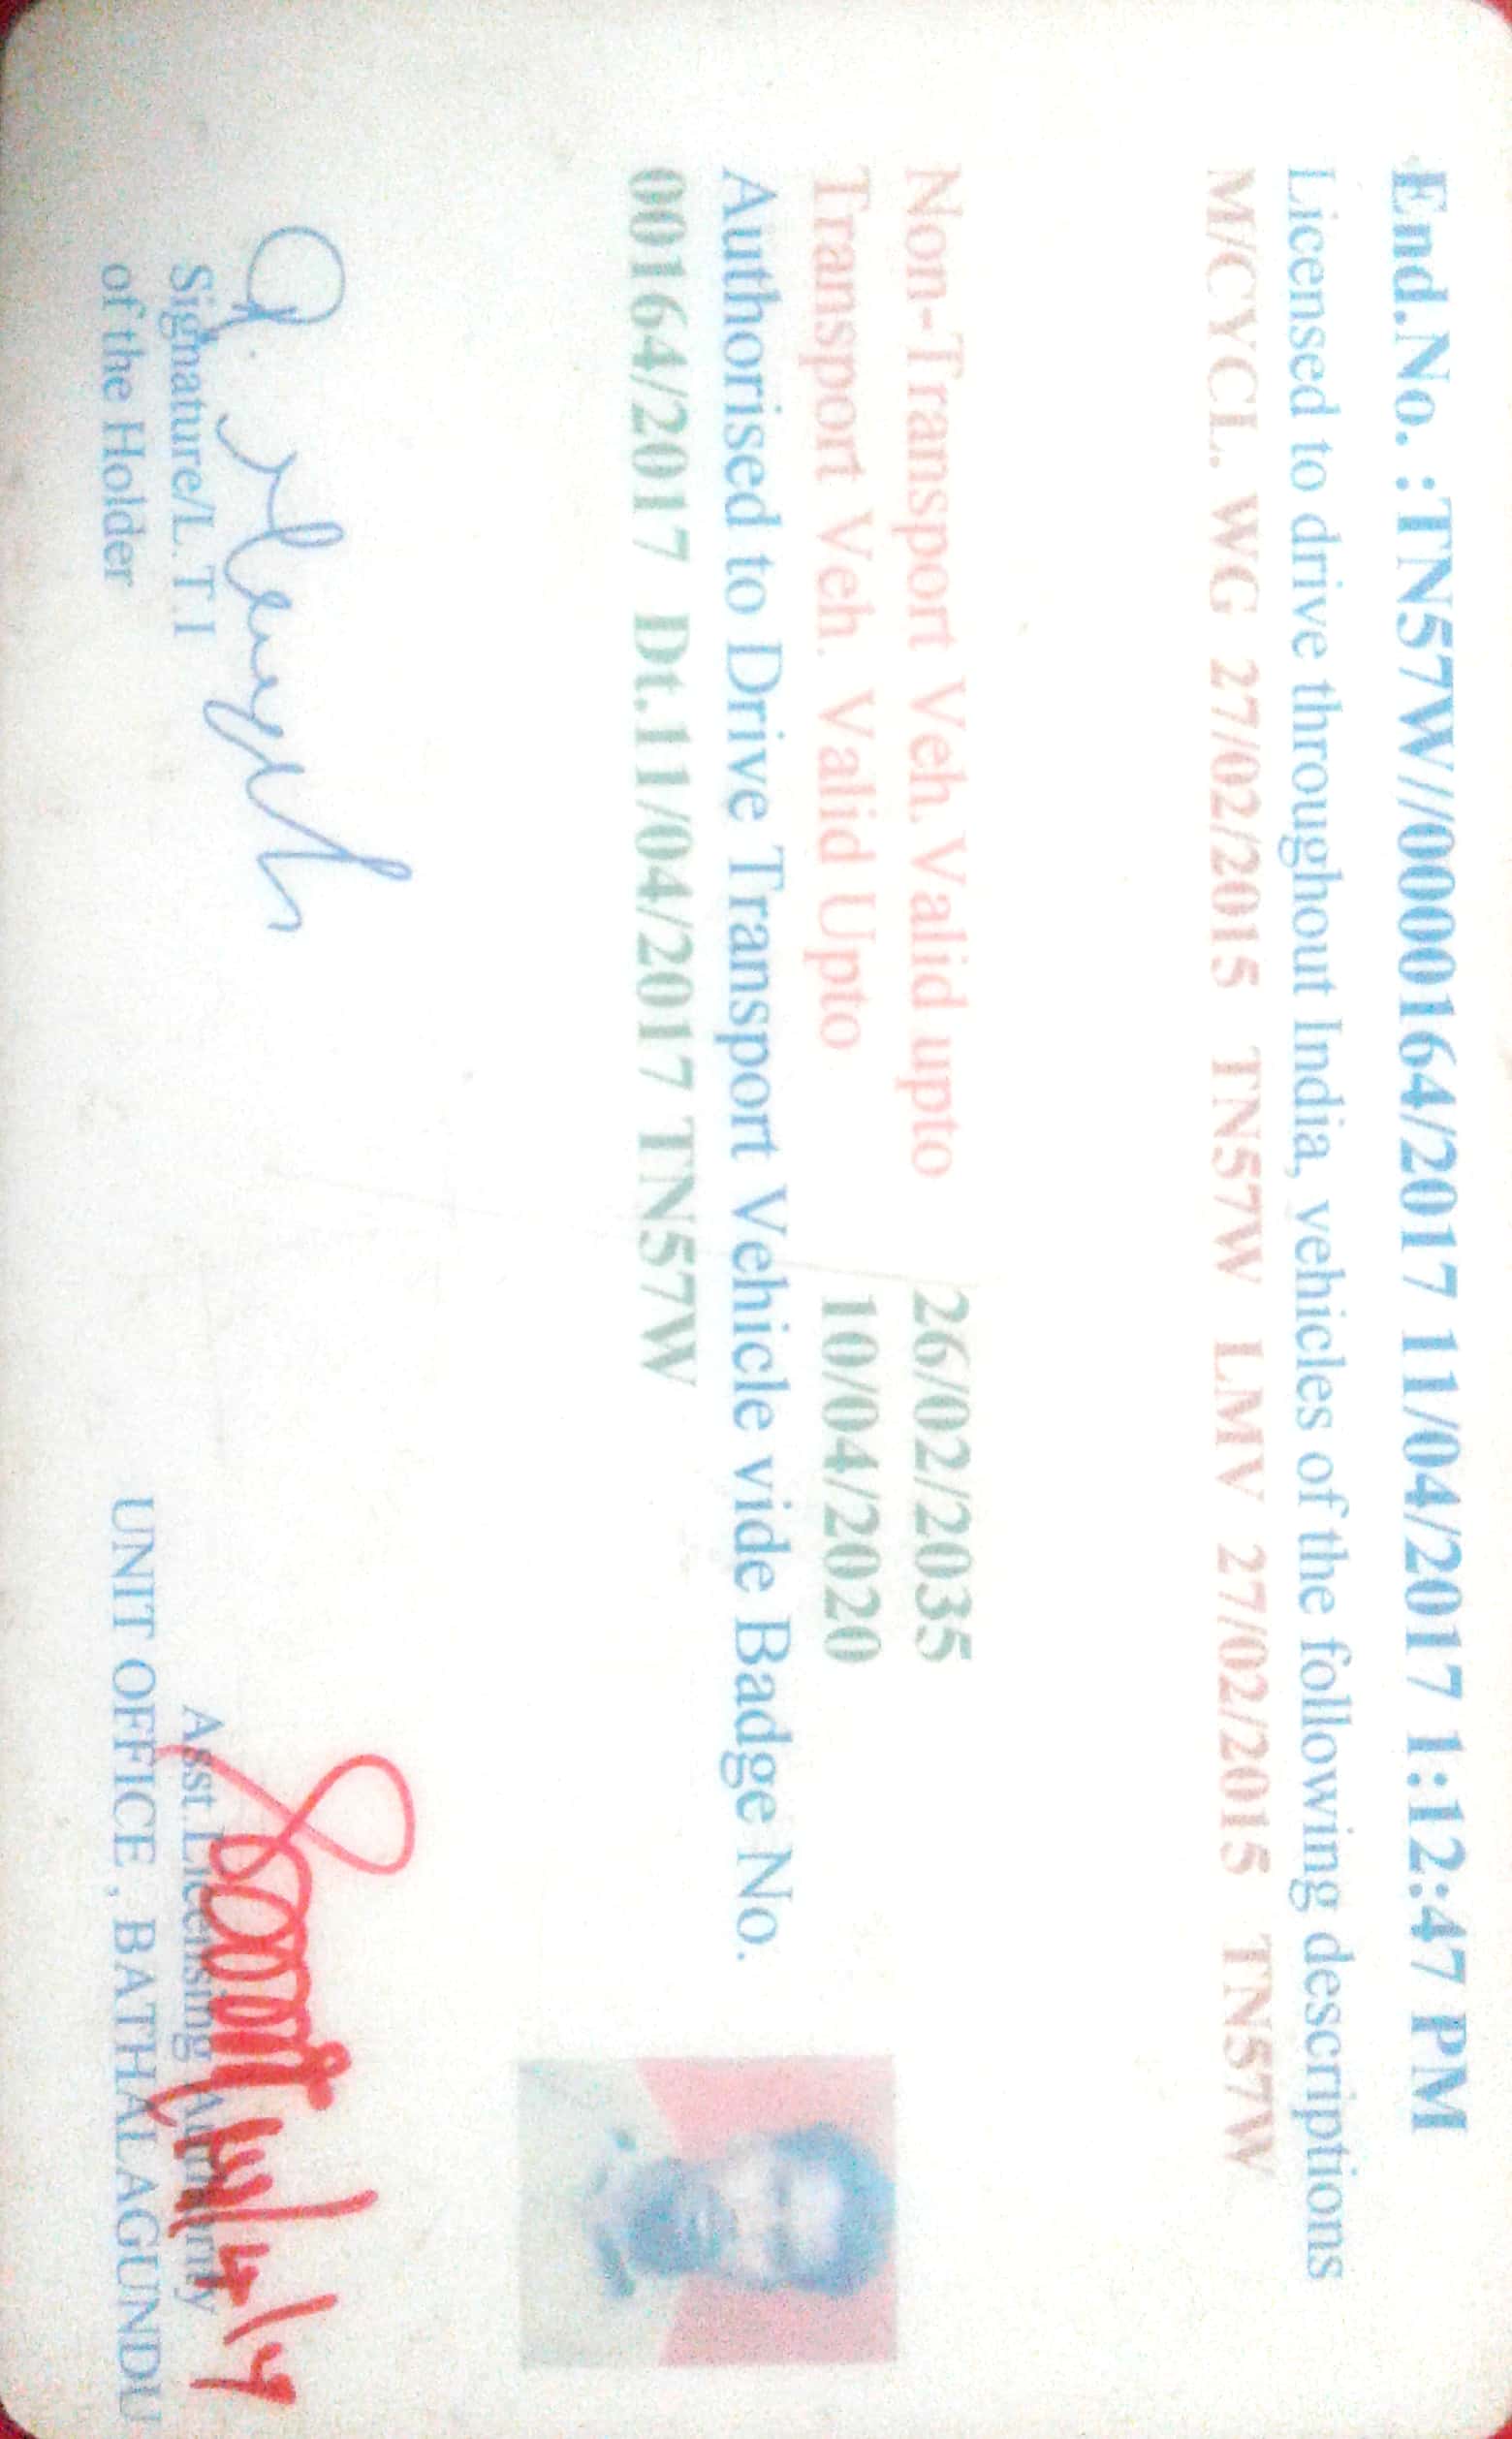 End.No. :TN57W//0000164/2017 11/04/2017 1:12:47 PM
Licensed to drive throughout India, vehicles of the following descriptions
M/CYCL. WG 27/02/2015 TN57W LMV 27/02/2015 TN57W
Non-Transport Veh. Valid upto 26/02/2035
Transport Veh. Valid Upto 10/04/2020
Authorised to Drive Transport Vehicle vide Badge No.
00164/2017 Dt.11/04/2017 TN57W
Signature/L.T.I
of the Holder
Asst.Licensing Authority
UNIT OFFICE , BATHALAGUNDU